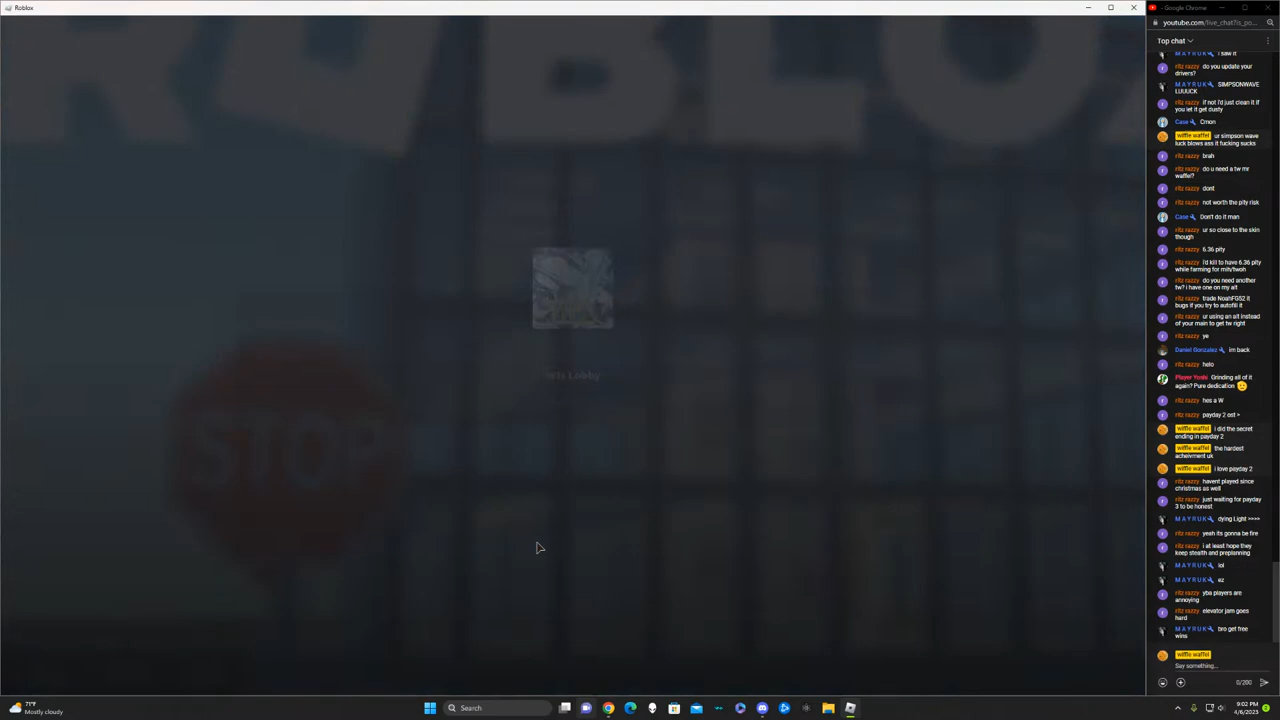 Roblox
- Google Chrome
youtube.com/live_chat?is_po...
Top chat
MAYRUK i saw it
ritz razzy do you update your
drivers?
MAYRUK SIMPSONWAVE
LUUUCK
ritz razzy if not i'd just clean it if
you let it get dusty
Case Cmon
wiffle waffel ur simpson wave
luck blows ass it fucking sucks
ritz razzy brah
ritz razzy do u need a tw mr
waffel?
ritz razzy dont
ritz razzy not worth the pity risk
Case Don't do it man
ritz razzy ur so close to the skin
though
ritz razzy 6.36 pity
ritz razzy i'd kill to have 6.36 pity
while farming for mih/twoh
ritz razzy do you need another
tw? i have one on my alt
ritz razzy trade NoahFG52 it
bugs if you try to autofill it
ritz razzy ur using an alt instead
of your main to get tw right
ritz razzy ye
Daniel Gonzalez im back
ritz razzy helo
Player Yoshi Grinding all of it
again? Pure dedication
ritz razzy hes a W
ritz razzy payday 2 ost >
wiffle waffel i did the secret
ending in payday 2
wiffle waffel the hardest
acheivment uk
wiffle waffel i love payday 2
ritz razzy havent played since
christmas as well
ritz razzy just waiting for payday
3 to be honest
MAYRUK dying Light >>>>
ritz razzy yeah its gonna be fire
ritz razzy i at least hope they
keep stealth and preplanning
MAYRUK lol
MAYRUK ez
ritz razzy yba players are
annoying
ritz razzy elevator jam goes
hard
MAYRUK bro get free
wins
wiffle waffel
Say something...
0/200
Lobby
71°F
Mostly cloudy
Search
9:02 PM
4/6/2023